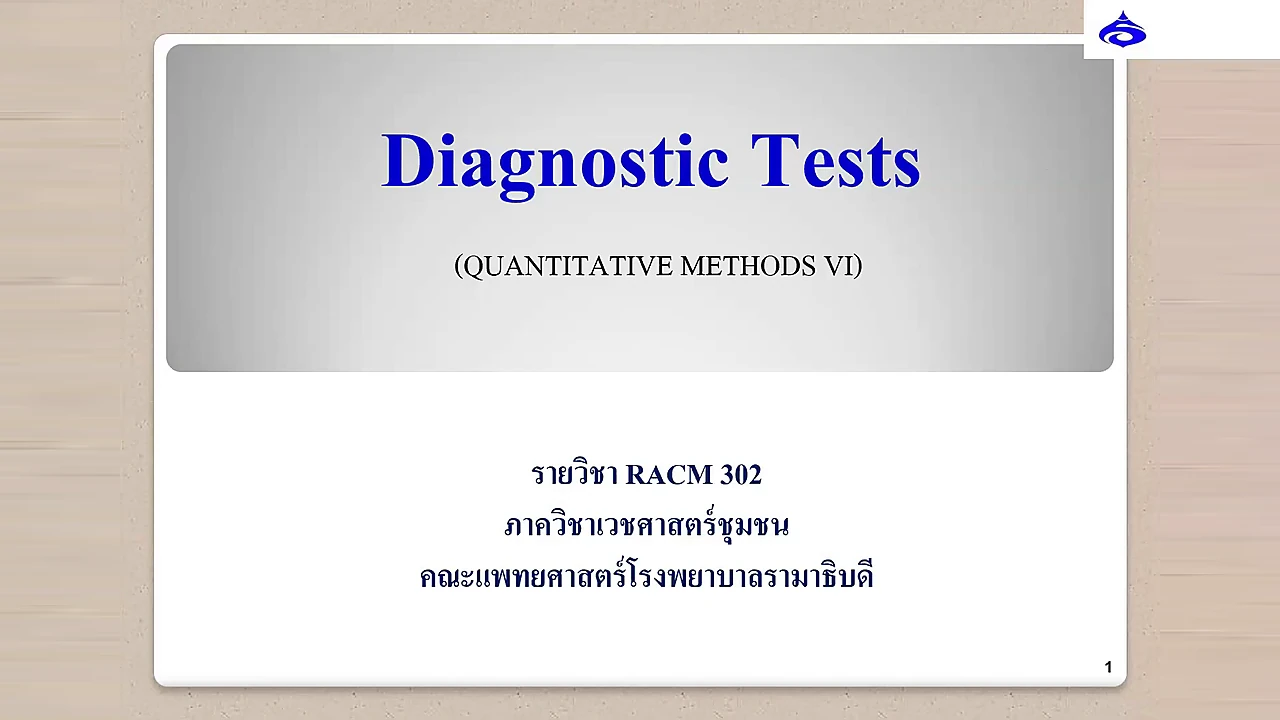 Diagnostic Tests
(QUANTITATIVE METHODS VI)
รายวิชา RACM 302
ภาควิชาเวชศาสตร์ชุมชน
คณะแพทยศาสตร์โรงพยาบาลรามาธิบดี
1